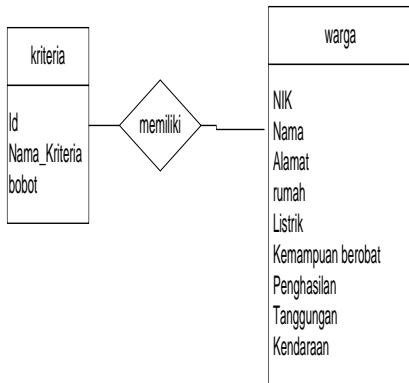 kriteria
Id
Nama_Kriteria
bobot
memiliki
warga
NIK
Nama
Alamat
rumah
Listrik
Kemampuan berobat
Penghasilan
Tanggungan
Kendaraan